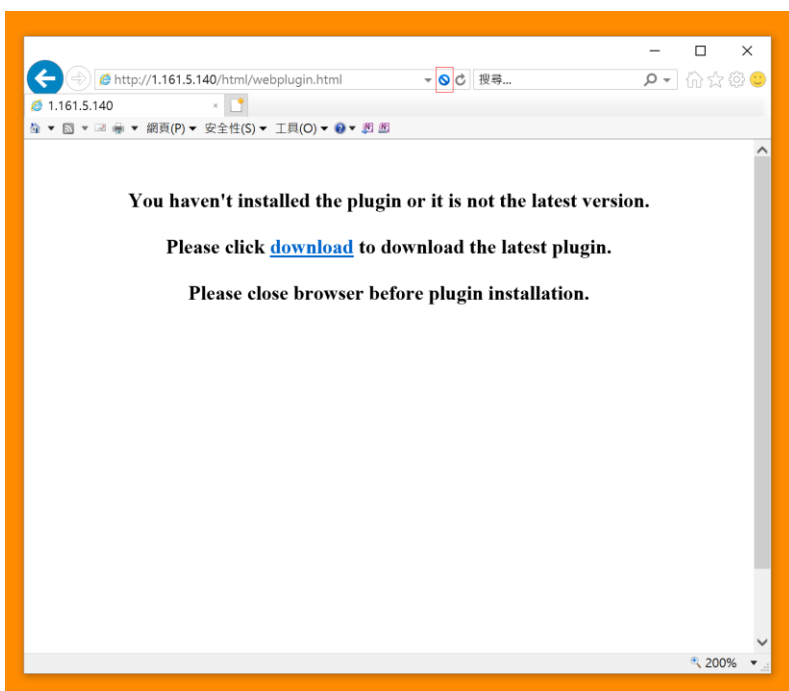 http://1.161.5.140/html/webplugin.html 搜尋...
1.161.5.140
網頁(P) 安全性(S) 工具(O)
You haven't installed the plugin or it is not the latest version.
Please click download to download the latest plugin.
Please close browser before plugin installation.
200%